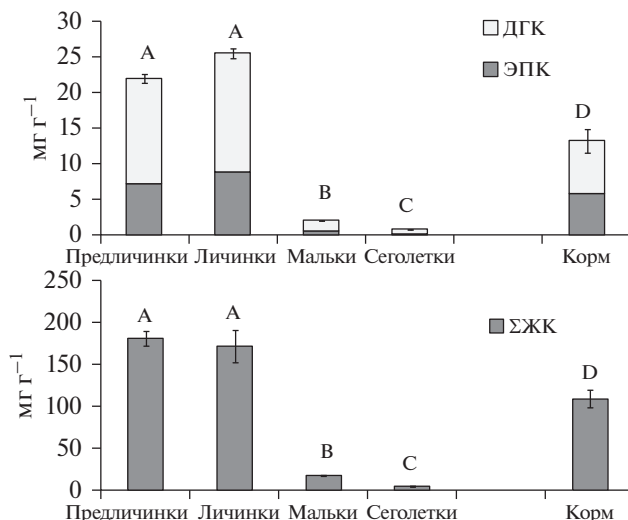 30
25
20
15
10
5
0
мг г⁻¹
A
A
B
C
D
ДГК
ЭПК
Предличинки Личинки Мальки Сеголетки Корм
250
200
150
100
50
0
мг г⁻¹
A
A
B
C
D
ΣЖК
Предличинки Личинки Мальки Сеголетки Корм